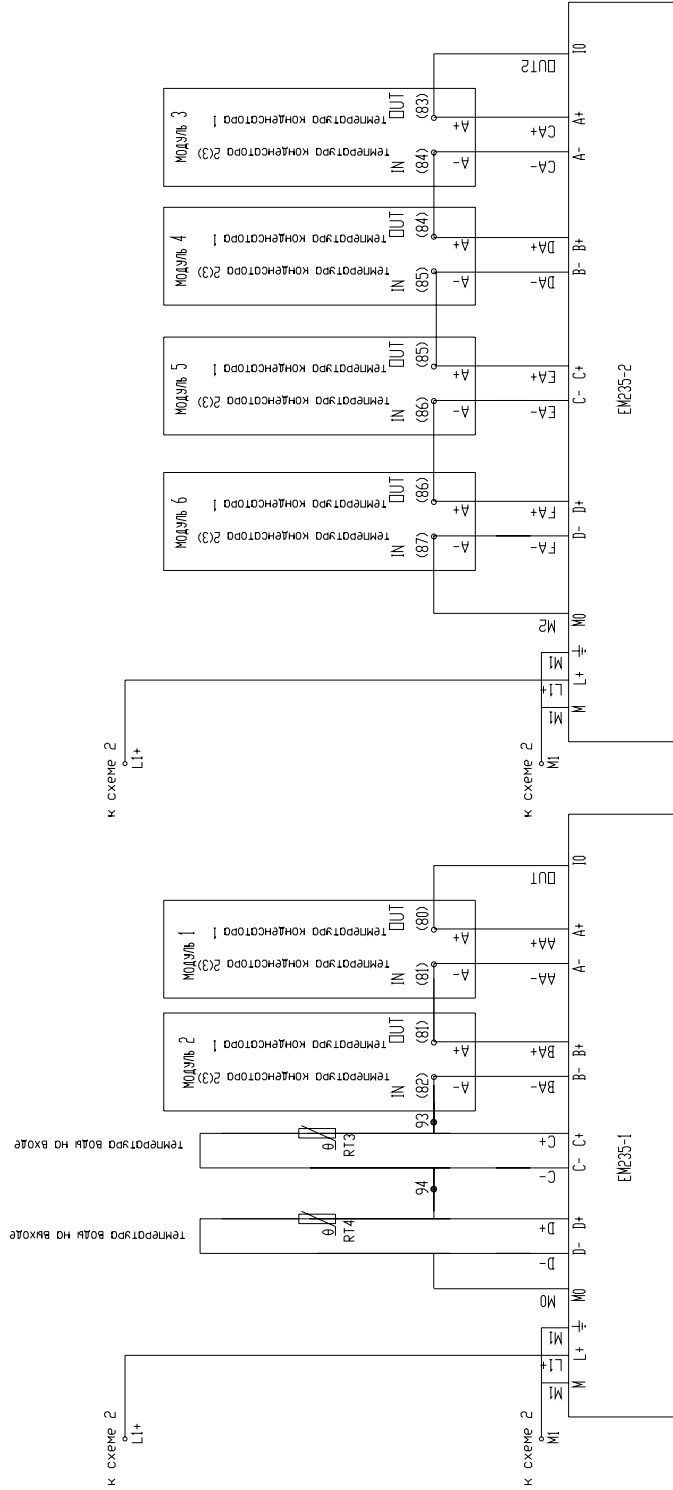 к схеме 2
L1+
к схеме 2
M1
M
M1
L+
L1+
M1
M0
M0
температура воды на выходе
θ
RT4
D-
D-
D+
D+
94
температура воды на входе
θ
RT3
C-
C-
C+
C+
93
модуль 2
температура конденсатора 2(3)
IN
(82)
A-
BA-
B-
температура конденсатора 1
OUT
(81)
A+
BA+
B+
модуль 1
температура конденсатора 2(3)
IN
(81)
A-
AA-
A-
температура конденсатора 1
OUT
(80)
A+
AA+
A+
OUT
I0
EM235-1
к схеме 2
L1+
к схеме 2
M1
M
M1
L+
L1+
M1
M0
M2
модуль 6
температура конденсатора 2(3)
IN
(87)
A-
FA-
D-
температура конденсатора 1
OUT
(86)
A+
FA+
D+
модуль 5
температура конденсатора 2(3)
IN
(86)
A-
EA-
C-
температура конденсатора 1
OUT
(85)
A+
EA+
C+
модуль 4
температура конденсатора 2(3)
IN
(85)
A-
DA-
B-
температура конденсатора 1
OUT
(84)
A+
DA+
B+
модуль 3
температура конденсатора 2(3)
IN
(84)
A-
CA-
A-
температура конденсатора 1
OUT
(83)
A+
CA+
A+
OUT2
I0
EM235-2